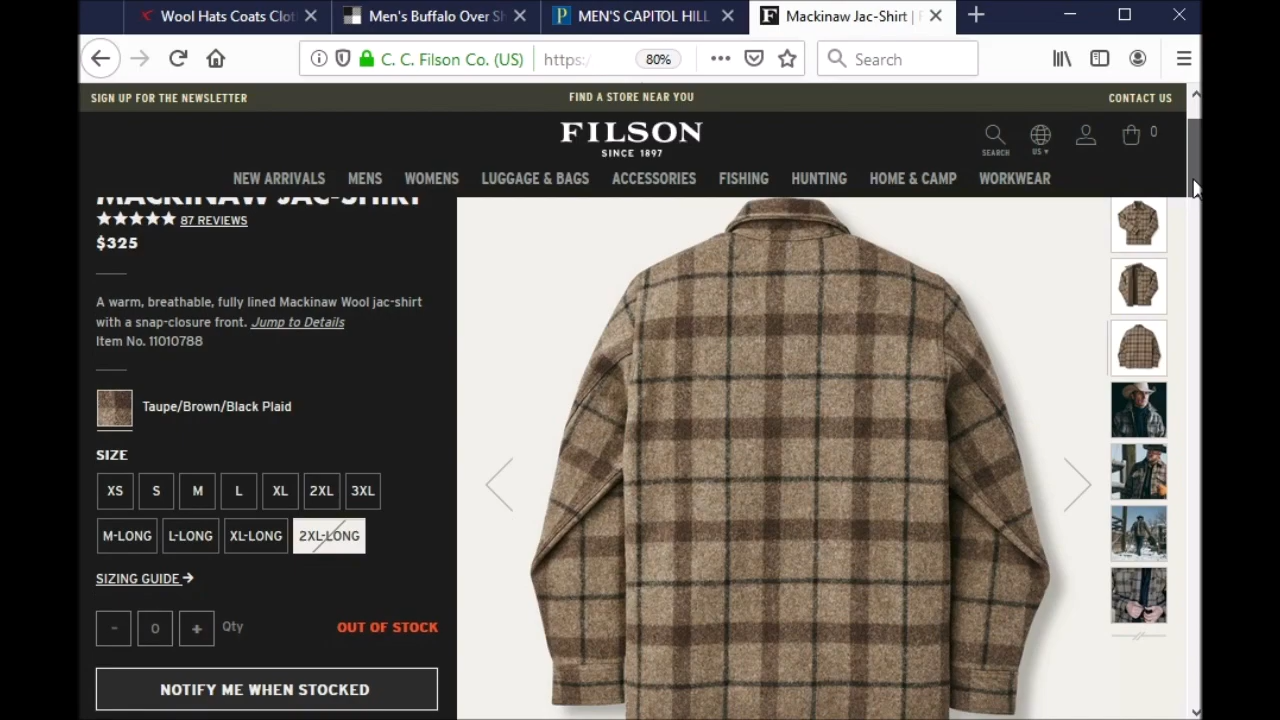 Wool Hats Coats Clot
Men's Buffalo Over Sh
MEN'S CAPITOL HILL
Mackinaw Jac-Shirt |
C. C. Filson Co. (US)
https:/
80%
Search
SIGN UP FOR THE NEWSLETTER
FIND A STORE NEAR YOU
CONTACT US
FILSON
SINCE 1897
SEARCH
US
0
NEW ARRIVALS
MENS
WOMENS
LUGGAGE & BAGS
ACCESSORIES
FISHING
HUNTING
HOME & CAMP
WORKWEAR
MACKINAW JAC-SHIRT
87 REVIEWS
$325
A warm, breathable, fully lined Mackinaw Wool jac-shirt
with a snap-closure front. Jump to Details
Item No. 11010788
Taupe/Brown/Black Plaid
SIZE
XS S M L XL 2XL 3XL
M-LONG L-LONG XL-LONG 2XL-LONG
SIZING GUIDE
- 0 + Qty
OUT OF STOCK
NOTIFY ME WHEN STOCKED